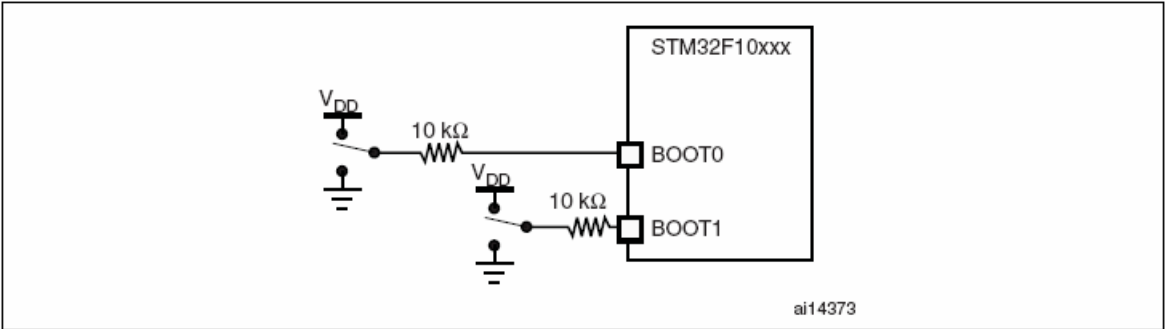 STM32F10xxx
VDD
10 kΩ
BOOT0
VDD
10 kΩ
BOOT1
ai14373